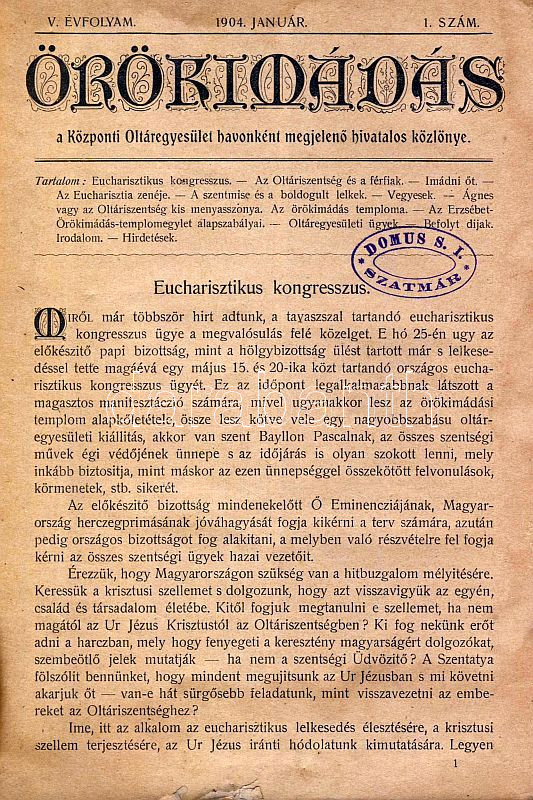 V. ÉVFOLYAM. 1904. JANUÁR. 1. SZÁM.
ÖRÖKIMÁDÁS
a Központi Oltáregyesület havonként megjelenő hivatalos közlönye.
Tartalom: Eucharisztikus kongresszus. — Az Oltáriszentség és a férfiak. — Imádni őt. —
Az Eucharisztia zenéje. — A szentmise és a boldogult lelkek. — Vegyesek. — Ágnes
vagy az Oltáriszentség kis menyasszonya. Az örökimádás temploma. — Az Erzsébet-
Örökimádás-templomegylet alapszabályai. — Oltáregyesületi ügyek. — Befolyt díjak.
Irodalom. — Hirdetések.
DOMUS S. I.
SZATMÁR
Eucharisztikus kongresszus.
MIRŐL már többször hirt adtunk, a tavasszal tartandó eucharisztikus
kongresszus ügye a megvalósulás felé közelget. E hó 25-én ugy az
előkészitő papi bizottság, mint a hölgybizottság ülést tartott már s lelkese-
déssel tette magáévá egy május 15. és 20-ika közt tartandó országos eucha-
risztikus kongresszus ügyét. Ez az időpont legalkalmasabbnak látszott a
magasztos manifesztáczió számára, mivel ugyanakkor lesz az örökimádási
templom alapkőletétele, össze lesz kötve vele egy nagyobbszabásu oltár-
egyesületi kiállitás, akkor van szent Bayllon Pascalnak, az összes szentségi
művek égi védőjének ünnepe s az időjárás is olyan szokott lenni, mely
inkább biztositja, mint máskor az ezen ünnepséggel összekötött felvonulások,
körmenetek, stb. sikerét.
Az előkészitő bizottság mindenekelőtt Ő Eminencziájának, Magyar-
ország herczegprimásának jóváhagyását fogja kikérni a terv számára, azután
pedig országos bizottságot fog alakitani, a melyben való részvételre fel fogja
kérni az összes szentségi ügyek hazai vezetőit.
Érezzük, hogy Magyarországon szükség van a hitbuzgalom mélyitésére.
Keressük a krisztusi szellemet s dolgozunk, hogy azt visszavigyük az egyén,
család és társadalom életébe. Kitől fogjuk megtanulni e szellemet, ha nem
magától az Ur Jézus Krisztustól az Oltáriszentségben? Ki fog nekünk erőt
adni a harczban, mely hogy fenyegeti a keresztény magyarságért dolgozókat,
szembeötlő jelek mutatják — ha nem a szentségi Üdvözitő? A Szentatya
fölszólit bennünket, hogy mindent megujitsunk az Ur Jézusban s mi követni
akarjuk őt — van-e hát sürgősebb feladatunk, mint visszavezetni az embe-
reket az Oltáriszentséghez?
Ime, itt az alkalom az eucharisztikus lelkesedés élesztésére, a krisztusi
szellem terjesztésére, az Ur Jézus iránti hódolatunk kimutatására. Legyen
1